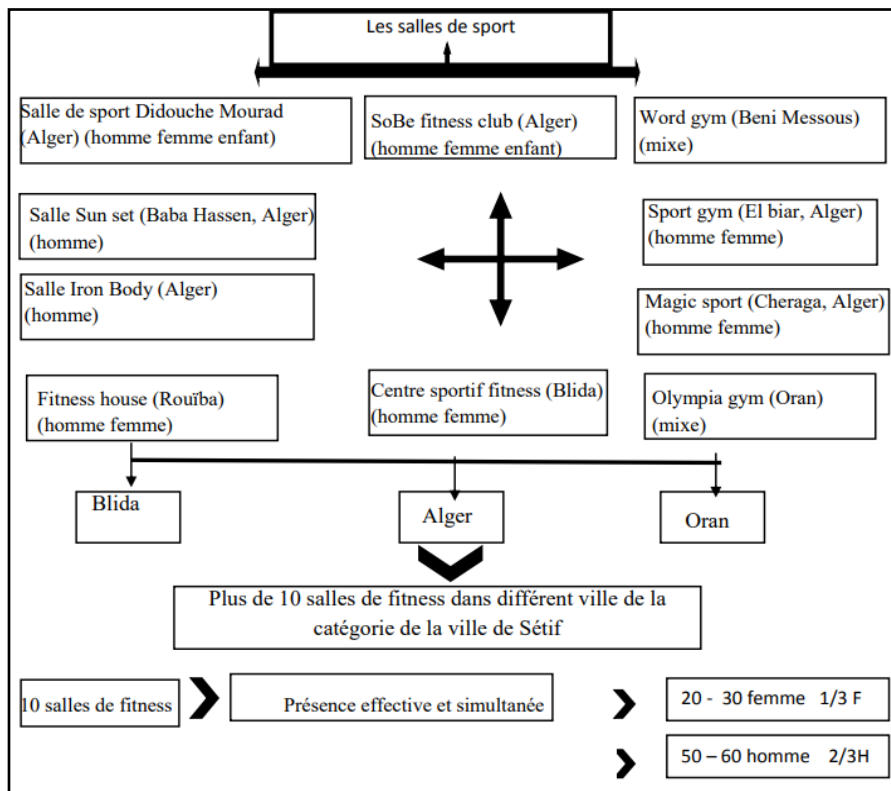 Les salles de sport
Salle de sport Didouche Mourad
(Alger) (homme femme enfant)
SoBe fitness club (Alger)
(homme femme enfant)
Word gym (Beni Messous)
(mixe)
Salle Sun set (Baba Hassen, Alger)
(homme)
Sport gym (El biar, Alger)
(homme femme)
Salle Iron Body (Alger)
(homme)
Magic sport (Cheraga, Alger)
(homme femme)
Fitness house (Rouïba)
(homme femme)
Centre sportif fitness (Blida)
(homme femme)
Olympia gym (Oran)
(mixe)
Blida
Alger
Oran
Plus de 10 salles de fitness dans différent ville de la
catégorie de la ville de Sétif
10 salles de fitness
Présence effective et simultanée
20 - 30 femme 1/3 F
50 – 60 homme 2/3H